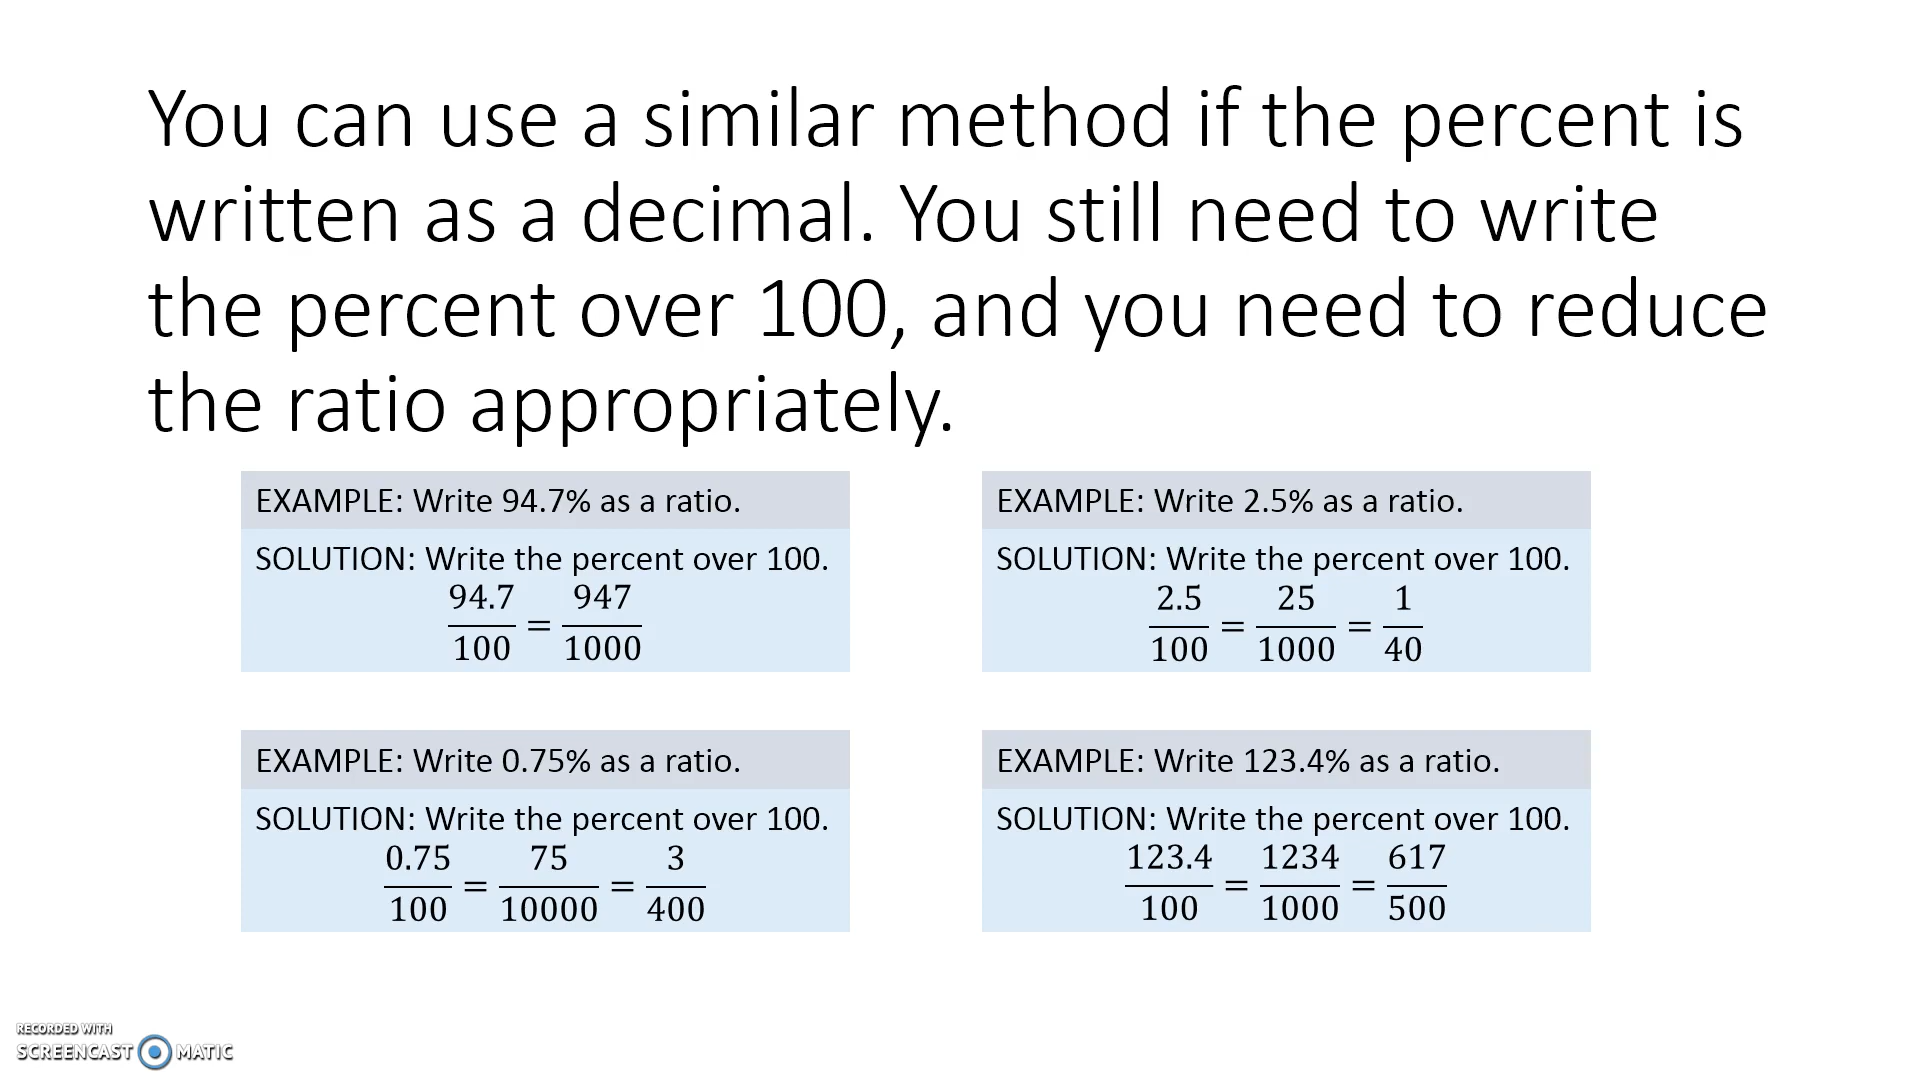 You can use a similar method if the percent is
written as a decimal. You still need to write
the percent over 100, and you need to reduce
the ratio appropriately.
EXAMPLE: Write 94.7% as a ratio.
SOLUTION: Write the percent over 100.
94.7/100 = 947/1000
EXAMPLE: Write 2.5% as a ratio.
SOLUTION: Write the percent over 100.
2.5/100 = 25/1000 = 1/40
EXAMPLE: Write 0.75% as a ratio.
SOLUTION: Write the percent over 100.
0.75/100 = 75/10000 = 3/400
EXAMPLE: Write 123.4% as a ratio.
SOLUTION: Write the percent over 100.
123.4/100 = 1234/1000 = 617/500
RECORDED WITH
SCREENCAST MATIC